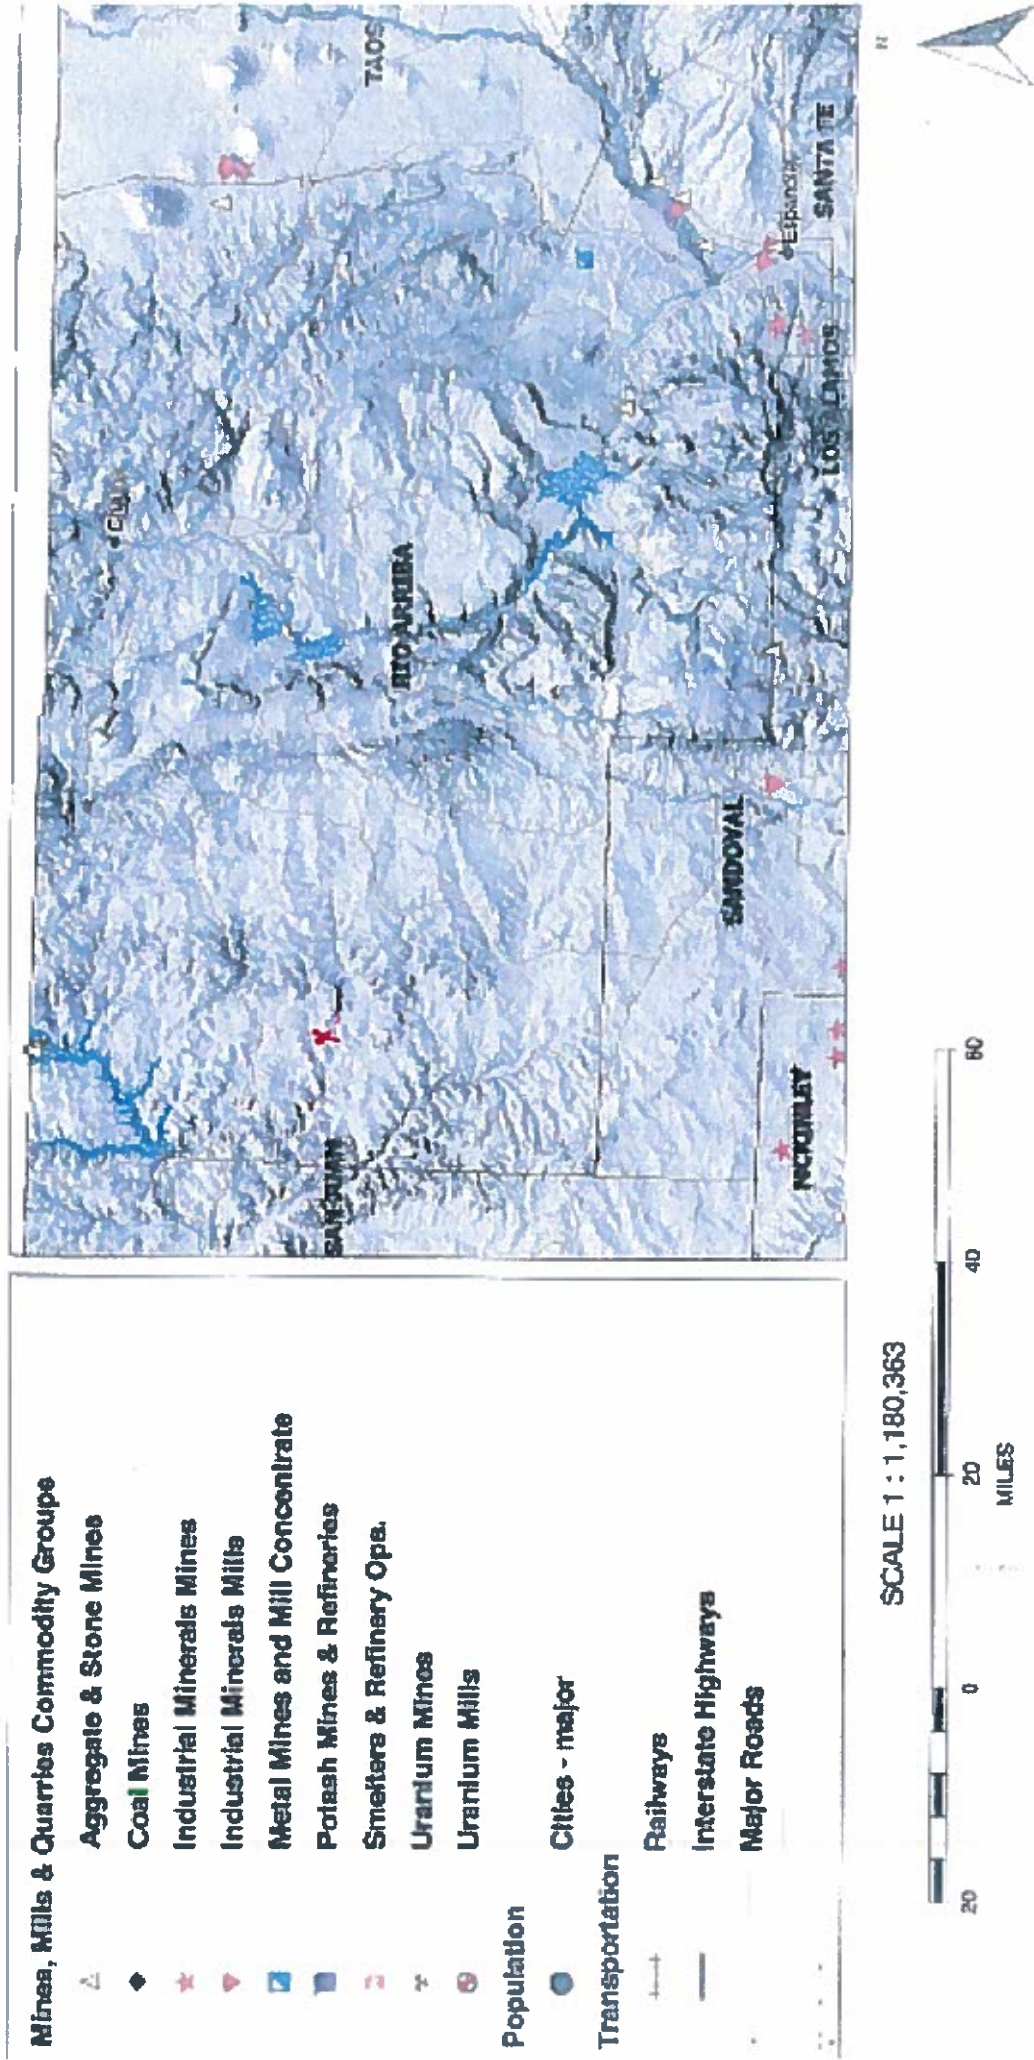 Mines, Mills & Quarries Commodity Groups
Aggregate & Stone Mines
Coal Mines
Industrial Minerals Mines
Industrial Minerals Mills
Metal Mines and Mill Concentrate
Potash Mines & Refineries
Smelters & Refinery Ops.
Uranium Mines
Uranium Mills
Population
Cities - major
Transportation
Railways
Interstate Highways
Major Roads
TAOS
RIO ARRIBA
SAN JUAN
SANDOVAL
MCKINLEY
LOS ALAMOS
SANTA FE
Espanola
N
SCALE 1 : 1,180,363
20 0 20 40 60
MILES